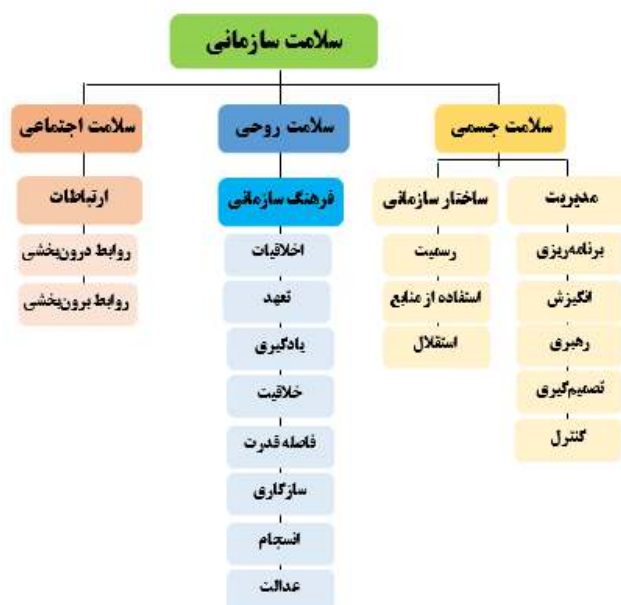 سلامت سازمانی
سلامت جسمی
سلامت روحی
سلامت اجتماعی
مدیریت
برنامه‌ریزی
انگیزش
رهبری
تصمیم‌گیری
کنترل
ساختار سازمانی
رسمیت
استفاده از منابع
استقلال
فرهنگ سازمانی
اخلاقیات
تعهد
یادگیری
خلاقیت
فاصله قدرت
سازگاری
انسجام
عدالت
ارتباطات
روابط درون‌بخشی
روابط برون‌بخشی